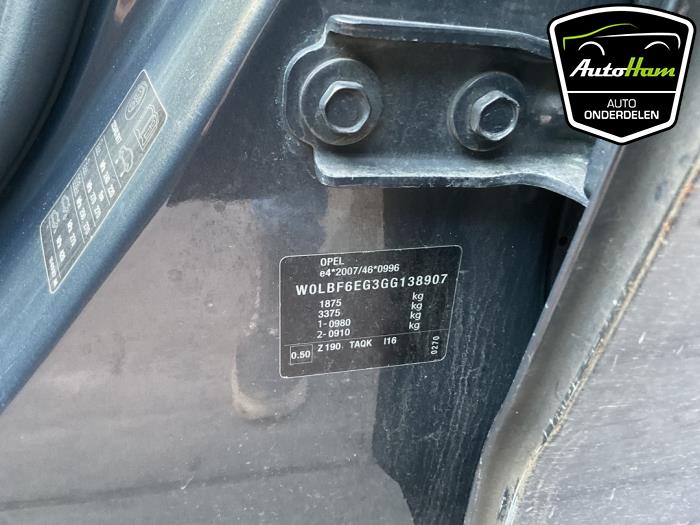 AutoHam
AUTO
ONDERDELEN
OPEL
e4*2007/46*0996
W0LBF6EG3GG138907
1875 kg
3375 kg
1-0980 kg
2-0910 kg
0.50 Z190 TAQK I16
0270